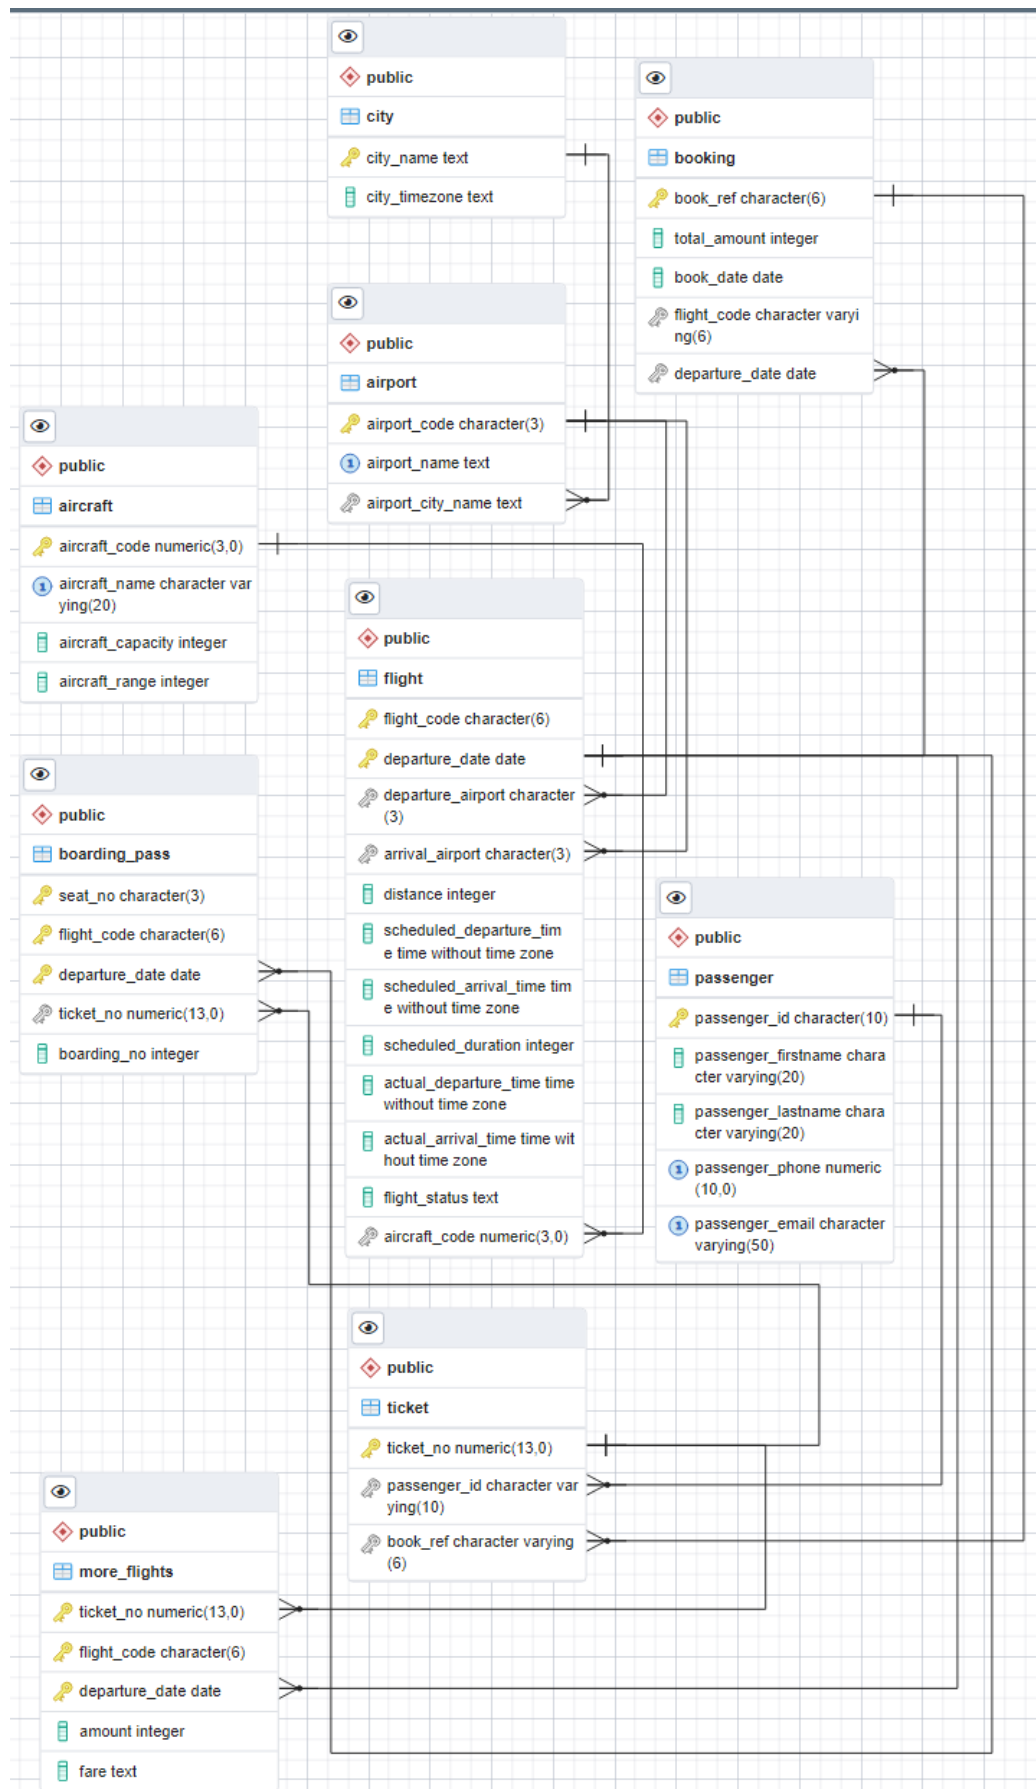 public
city
city_name text
city_timezone text
public
booking
book_ref character(6)
total_amount integer
book_date date
flight_code character varyi
ng(6)
departure_date date
public
airport
airport_code character(3)
airport_name text
airport_city_name text
public
aircraft
aircraft_code numeric(3,0)
aircraft_name character var
ying(20)
aircraft_capacity integer
aircraft_range integer
public
flight
flight_code character(6)
departure_date date
departure_airport character
(3)
arrival_airport character(3)
distance integer
scheduled_departure_tim
e time without time zone
scheduled_arrival_time tim
e without time zone
scheduled_duration integer
actual_departure_time time
without time zone
actual_arrival_time time wit
hout time zone
flight_status text
aircraft_code numeric(3,0)
public
boarding_pass
seat_no character(3)
flight_code character(6)
departure_date date
ticket_no numeric(13,0)
boarding_no integer
public
passenger
passenger_id character(10)
passenger_firstname chara
cter varying(20)
passenger_lastname chara
cter varying(20)
passenger_phone numeric
(10,0)
passenger_email character
varying(50)
public
ticket
ticket_no numeric(13,0)
passenger_id character var
ying(10)
book_ref character varying
(6)
public
more_flights
ticket_no numeric(13,0)
flight_code character(6)
departure_date date
amount integer
fare text